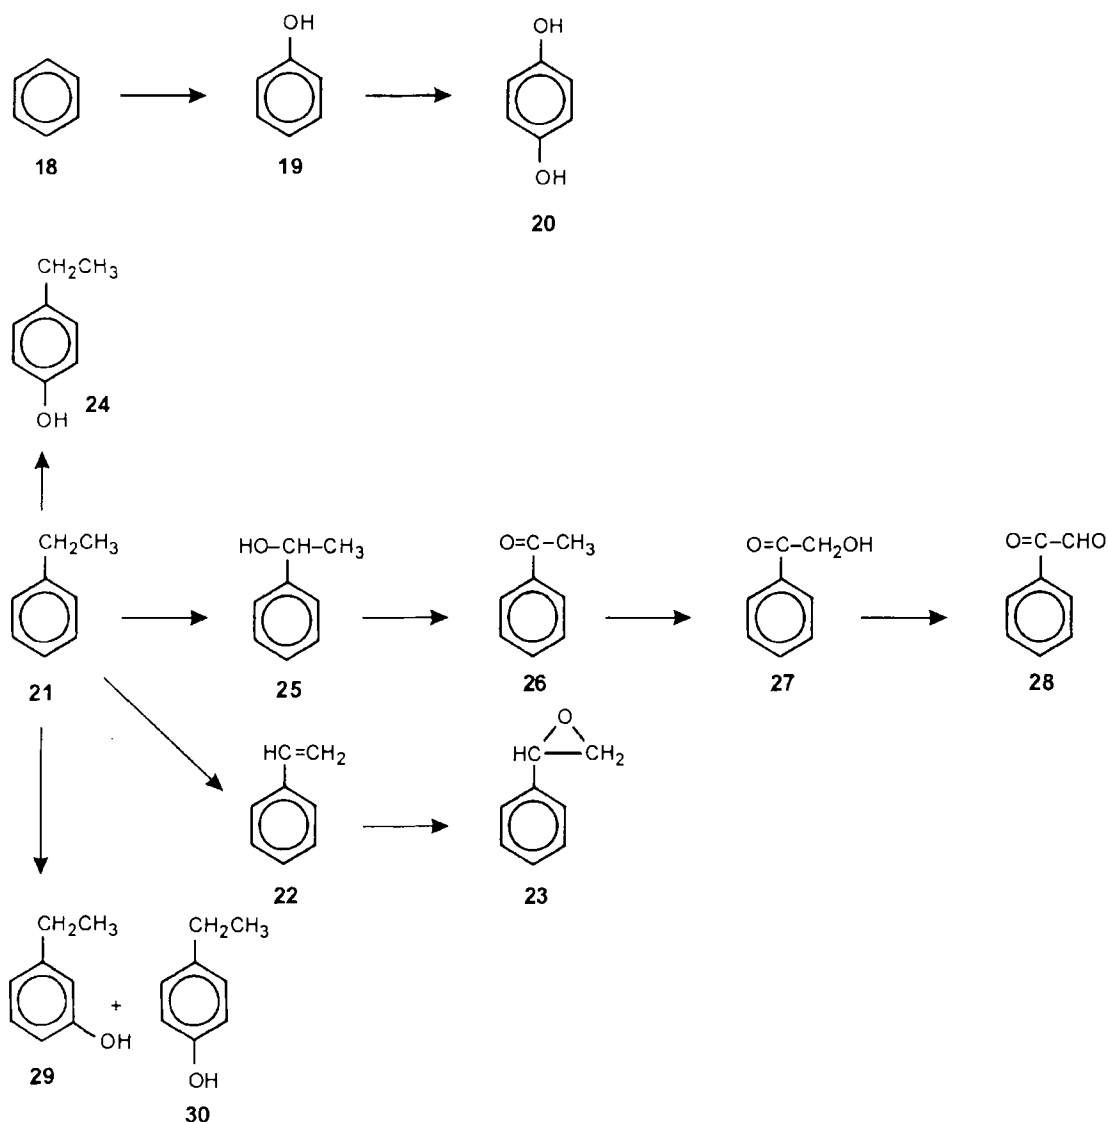 OH
OH
18
19
OH
20
CH2CH3
24
OH
CH2CH3
HO-CH-CH3
O=C-CH3
O=C-CH2OH
O=C-CHO
21
25
26
27
28
O
HC=CH2
HC
CH2
22
23
CH2CH3
CH2CH3
+
OH
29
OH
30